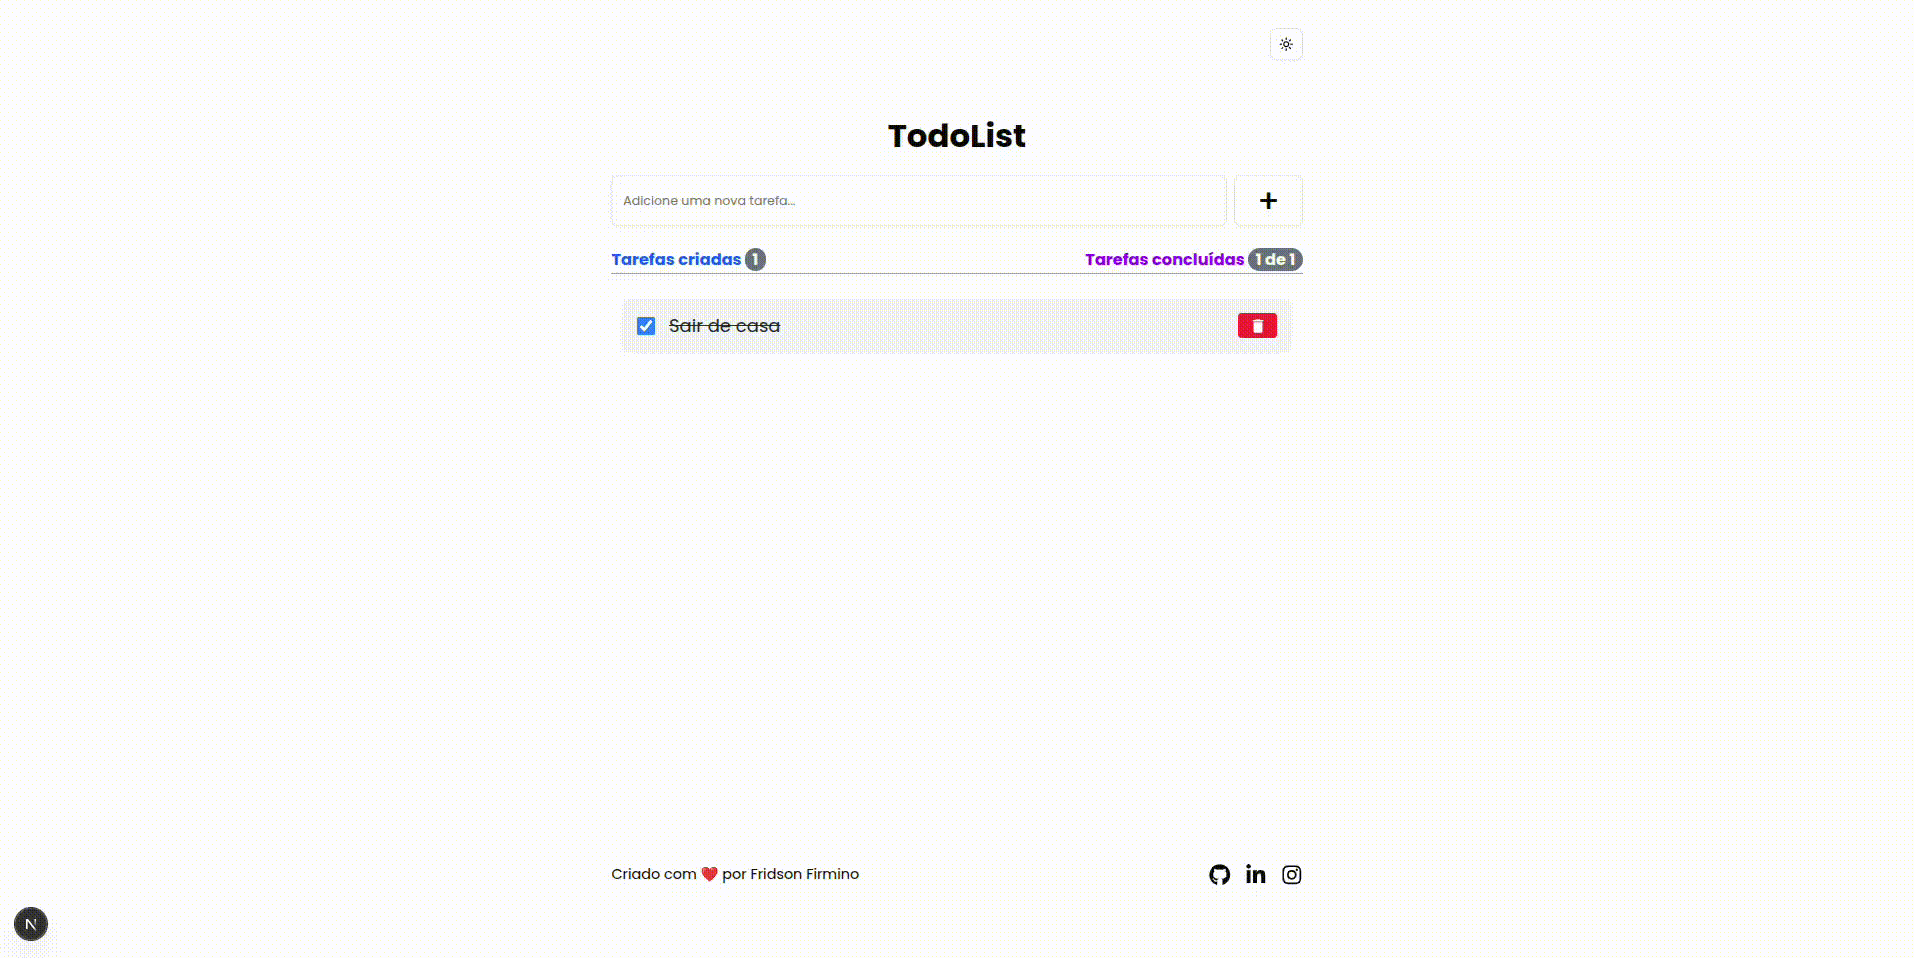 TodoList
Adicione uma nova tarefa...
Tarefas criadas 1
Tarefas concluídas 1 de 1
Sair de casa
Criado com ❤️ por Fridson Firmino
in
N